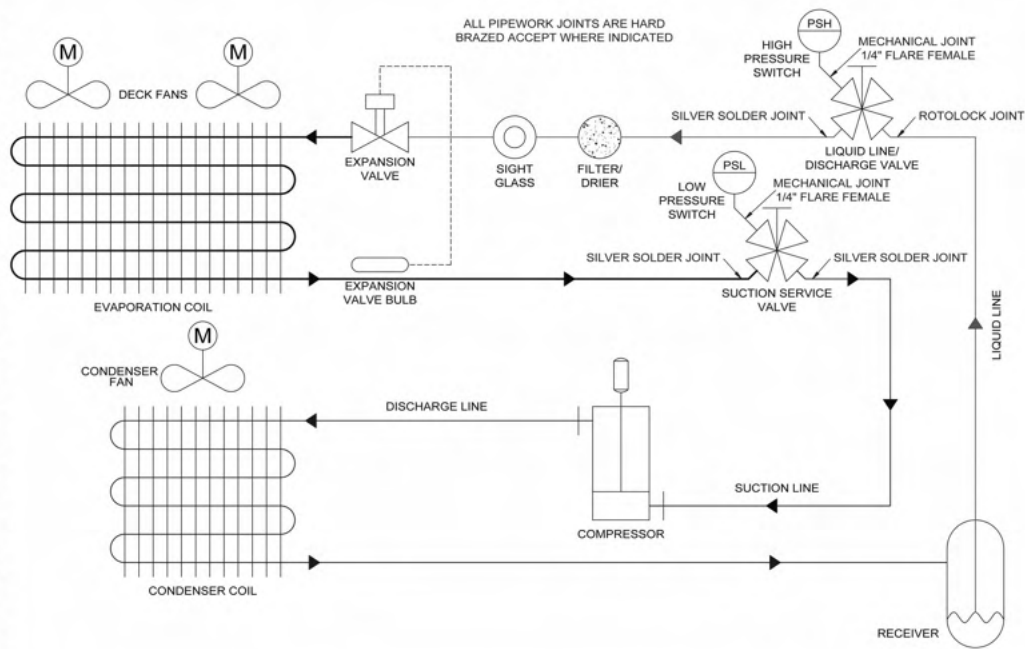 ALL PIPEWORK JOINTS ARE HARD
BRAZED ACCEPT WHERE INDICATED
M
M
DECK FANS
PSH
HIGH
PRESSURE
SWITCH
MECHANICAL JOINT
1/4" FLARE FEMALE
SILVER SOLDER JOINT
ROTOLOCK JOINT
LIQUID LINE/
DISCHARGE VALVE
EXPANSION
VALVE
SIGHT
GLASS
FILTER/
DRIER
PSL
LOW
PRESSURE
SWITCH
MECHANICAL JOINT
1/4" FLARE FEMALE
SILVER SOLDER JOINT
SILVER SOLDER JOINT
SUCTION SERVICE
VALVE
EVAPORATION COIL
EXPANSION
VALVE BULB
LIQUID LINE
M
CONDENSER
FAN
DISCHARGE LINE
SUCTION LINE
COMPRESSOR
CONDENSER COIL
RECEIVER